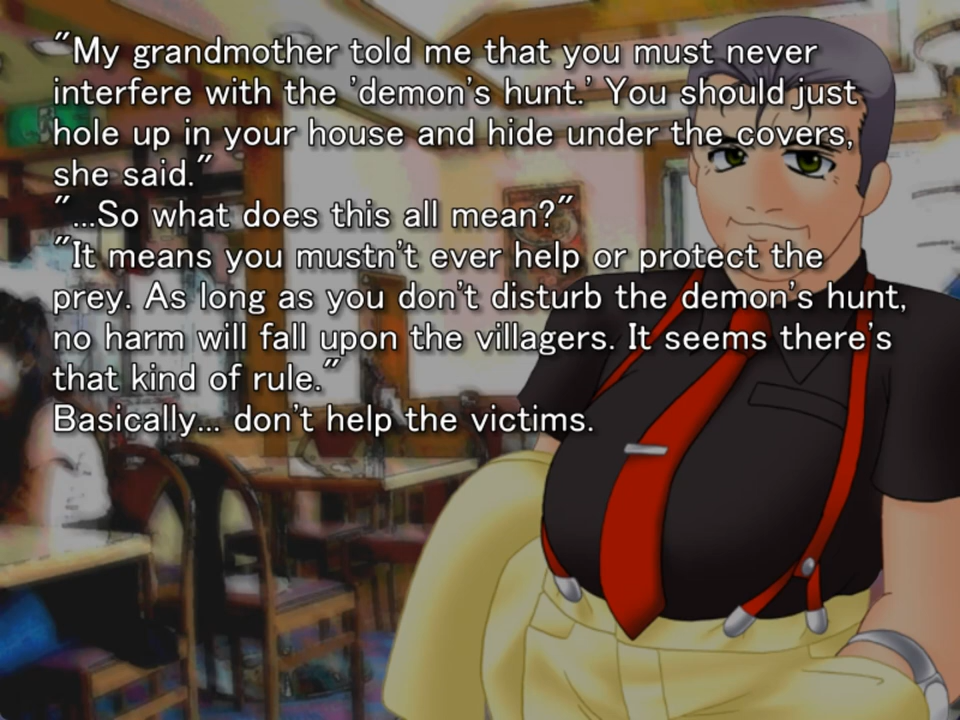 "My grandmother told me that you must never
interfere with the 'demon's hunt.' You should just
hole up in your house and hide under the covers,
she said."
"...So what does this all mean?"
"It means you mustn't ever help or protect the
prey. As long as you don't disturb the demon's hunt,
no harm will fall upon the villagers. It seems there's
that kind of rule."
Basically... don't help the victims.